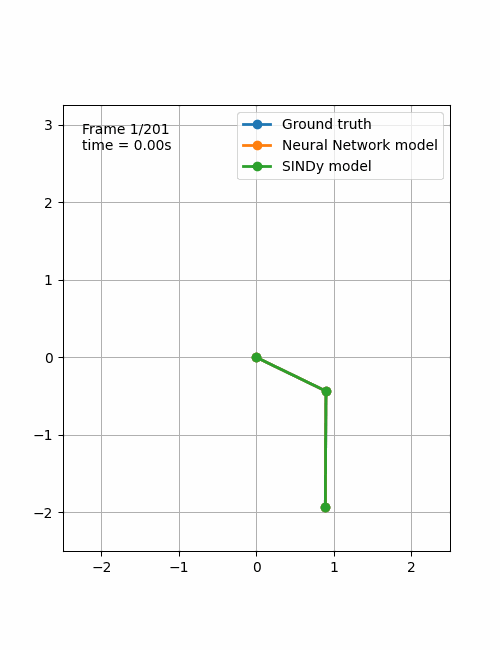 Frame 1/201
time = 0.00s
Ground truth
Neural Network model
SINDy model
3
2
1
0
−1
−2
−2
−1
0
1
2